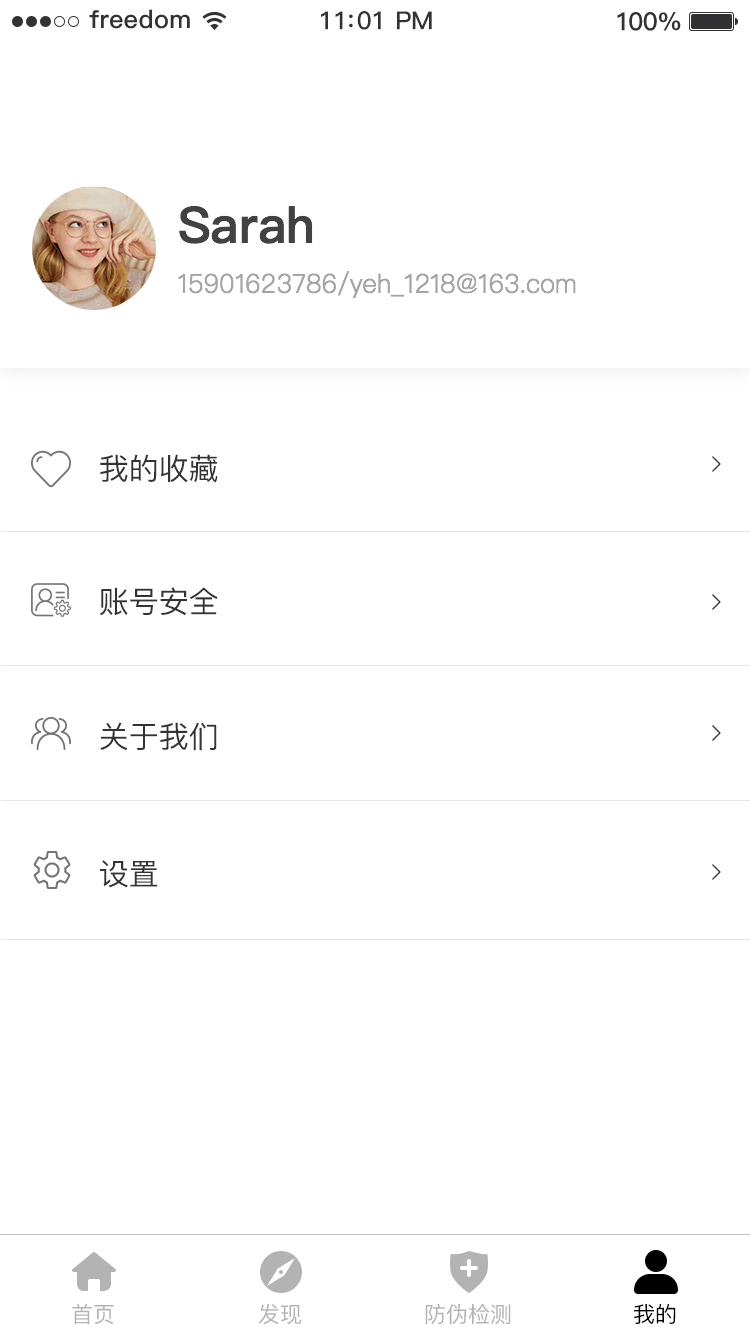 freedom 11:01 PM 100%
Sarah
15901623786/yeh_1218@163.com
我的收藏
账号安全
关于我们
设置
首页 发现 防伪检测 我的